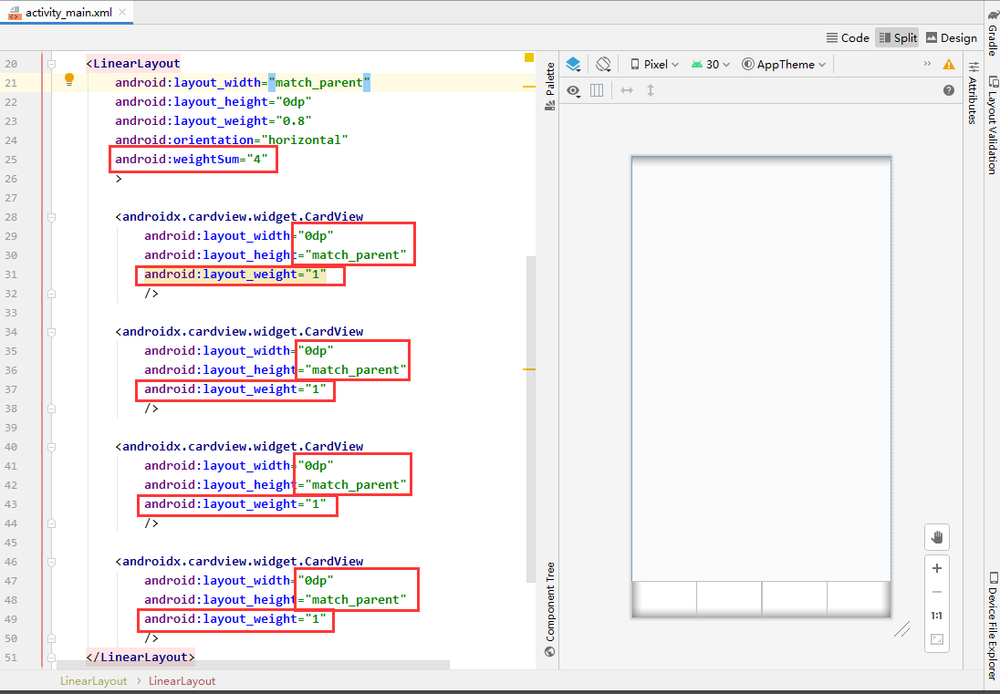 activity_main.xml
Code Split Design
20 <LinearLayout
21 android:layout_width="match_parent"
22 android:layout_height="0dp"
23 android:layout_weight="0.8"
24 android:orientation="horizontal"
25 android:weightSum="4"
26 >
27
28 <androidx.cardview.widget.CardView
29 android:layout_width="0dp"
30 android:layout_height="match_parent"
31 android:layout_weight="1"
32 />
33
34 <androidx.cardview.widget.CardView
35 android:layout_width="0dp"
36 android:layout_height="match_parent"
37 android:layout_weight="1"
38 />
39
40 <androidx.cardview.widget.CardView
41 android:layout_width="0dp"
42 android:layout_height="match_parent"
43 android:layout_weight="1"
44 />
45
46 <androidx.cardview.widget.CardView
47 android:layout_width="0dp"
48 android:layout_height="match_parent"
49 android:layout_weight="1"
50 />
51 </LinearLayout>
LinearLayout › LinearLayout
Palette
Component Tree
Pixel 30 AppTheme
1:1
Attributes
Gradle
Layout Validation
Device File Explorer